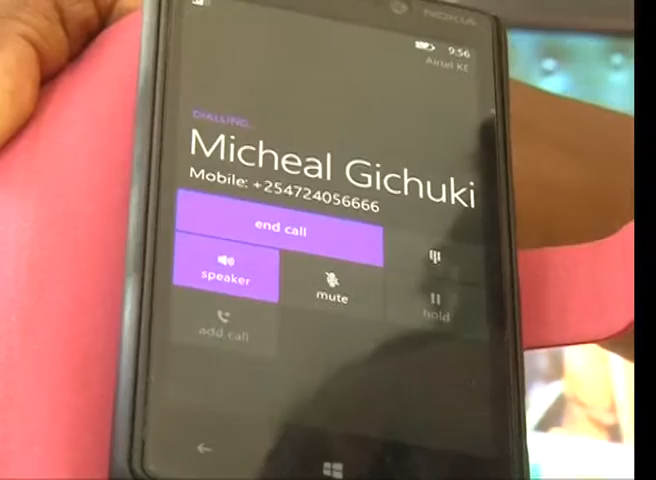 NOKIA
9:56
Airtel KE
DIALLING...
Micheal Gichuki
Mobile: +254724056666
end call
speaker
mute
hold
add call